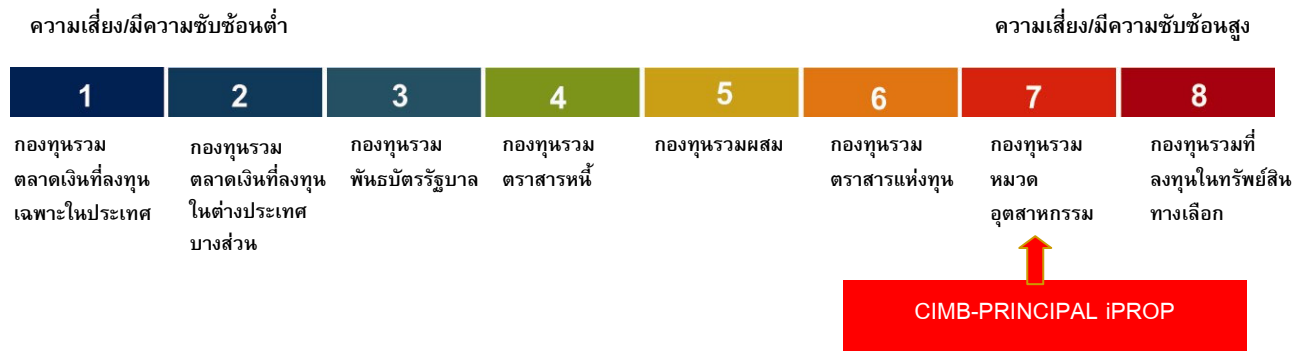 ความเสี่ยง/มีความซับซ้อนต่ำ
ความเสี่ยง/มีความซับซ้อนสูง
1
2
3
4
5
6
7
8
กองทุนรวม
ตลาดเงินที่ลงทุน
เฉพาะในประเทศ
กองทุนรวม
ตลาดเงินที่ลงทุน
ในต่างประเทศ
บางส่วน
กองทุนรวม
พันธบัตรรัฐบาล
กองทุนรวม
ตราสารหนี้
กองทุนรวมผสม
กองทุนรวม
ตราสารแห่งทุน
กองทุนรวม
หมวด
อุตสาหกรรม
กองทุนรวมที่
ลงทุนในทรัพย์สิน
ทางเลือก
CIMB-PRINCIPAL iPROP